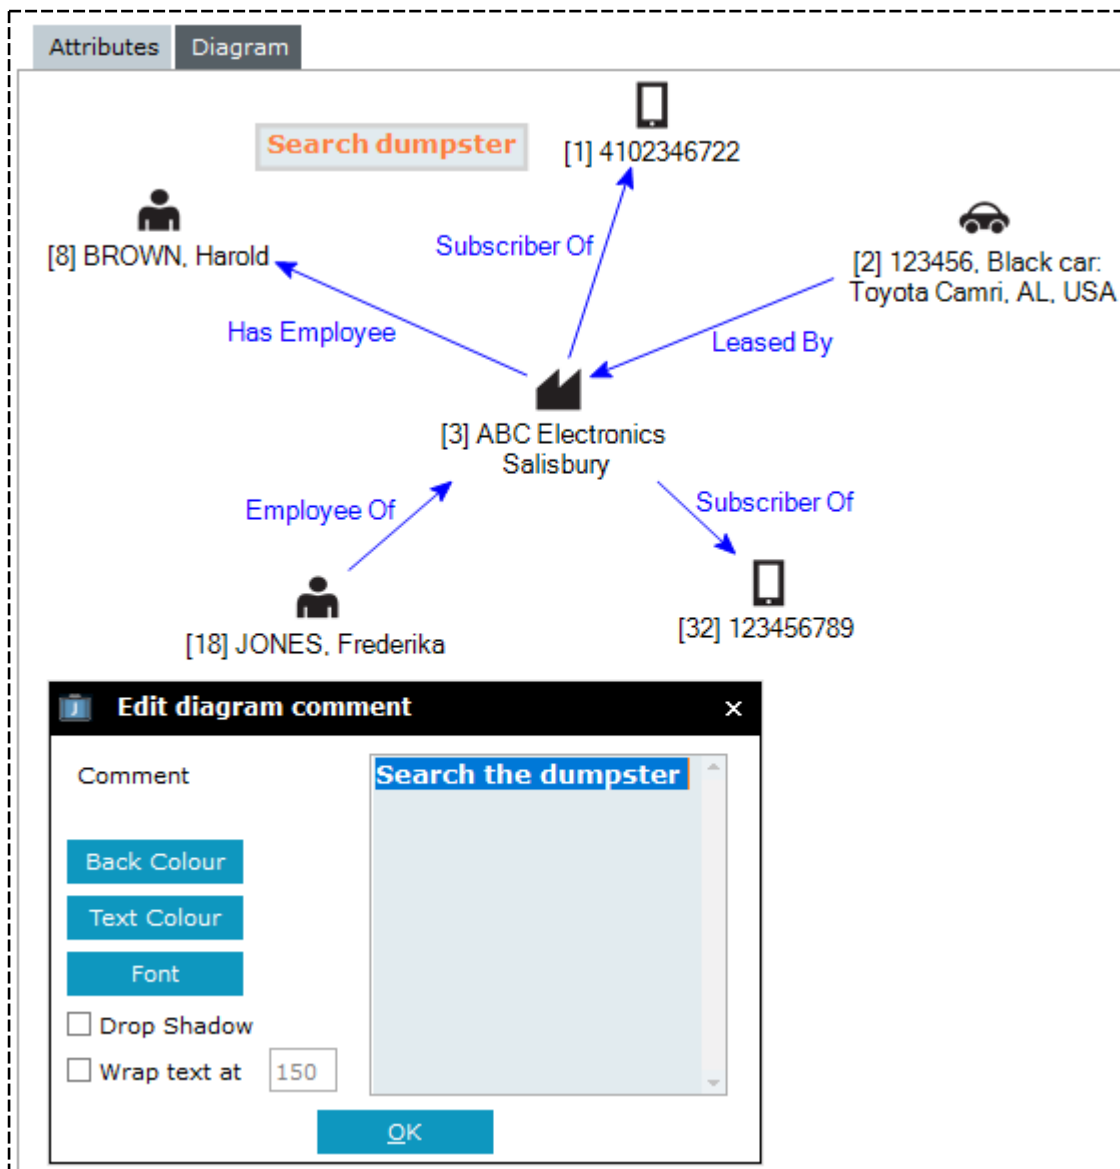 Attributes
Diagram
Search dumpster
[1] 4102346722
[8] BROWN, Harold
Subscriber Of
[2] 123456, Black car:
Toyota Camri, AL, USA
Has Employee
Leased By
[3] ABC Electronics
Salisbury
Employee Of
Subscriber Of
[18] JONES, Frederika
[32] 123456789
Edit diagram comment
Comment
Search the dumpster
Back Colour
Text Colour
Font
Drop Shadow
Wrap text at
150
OK